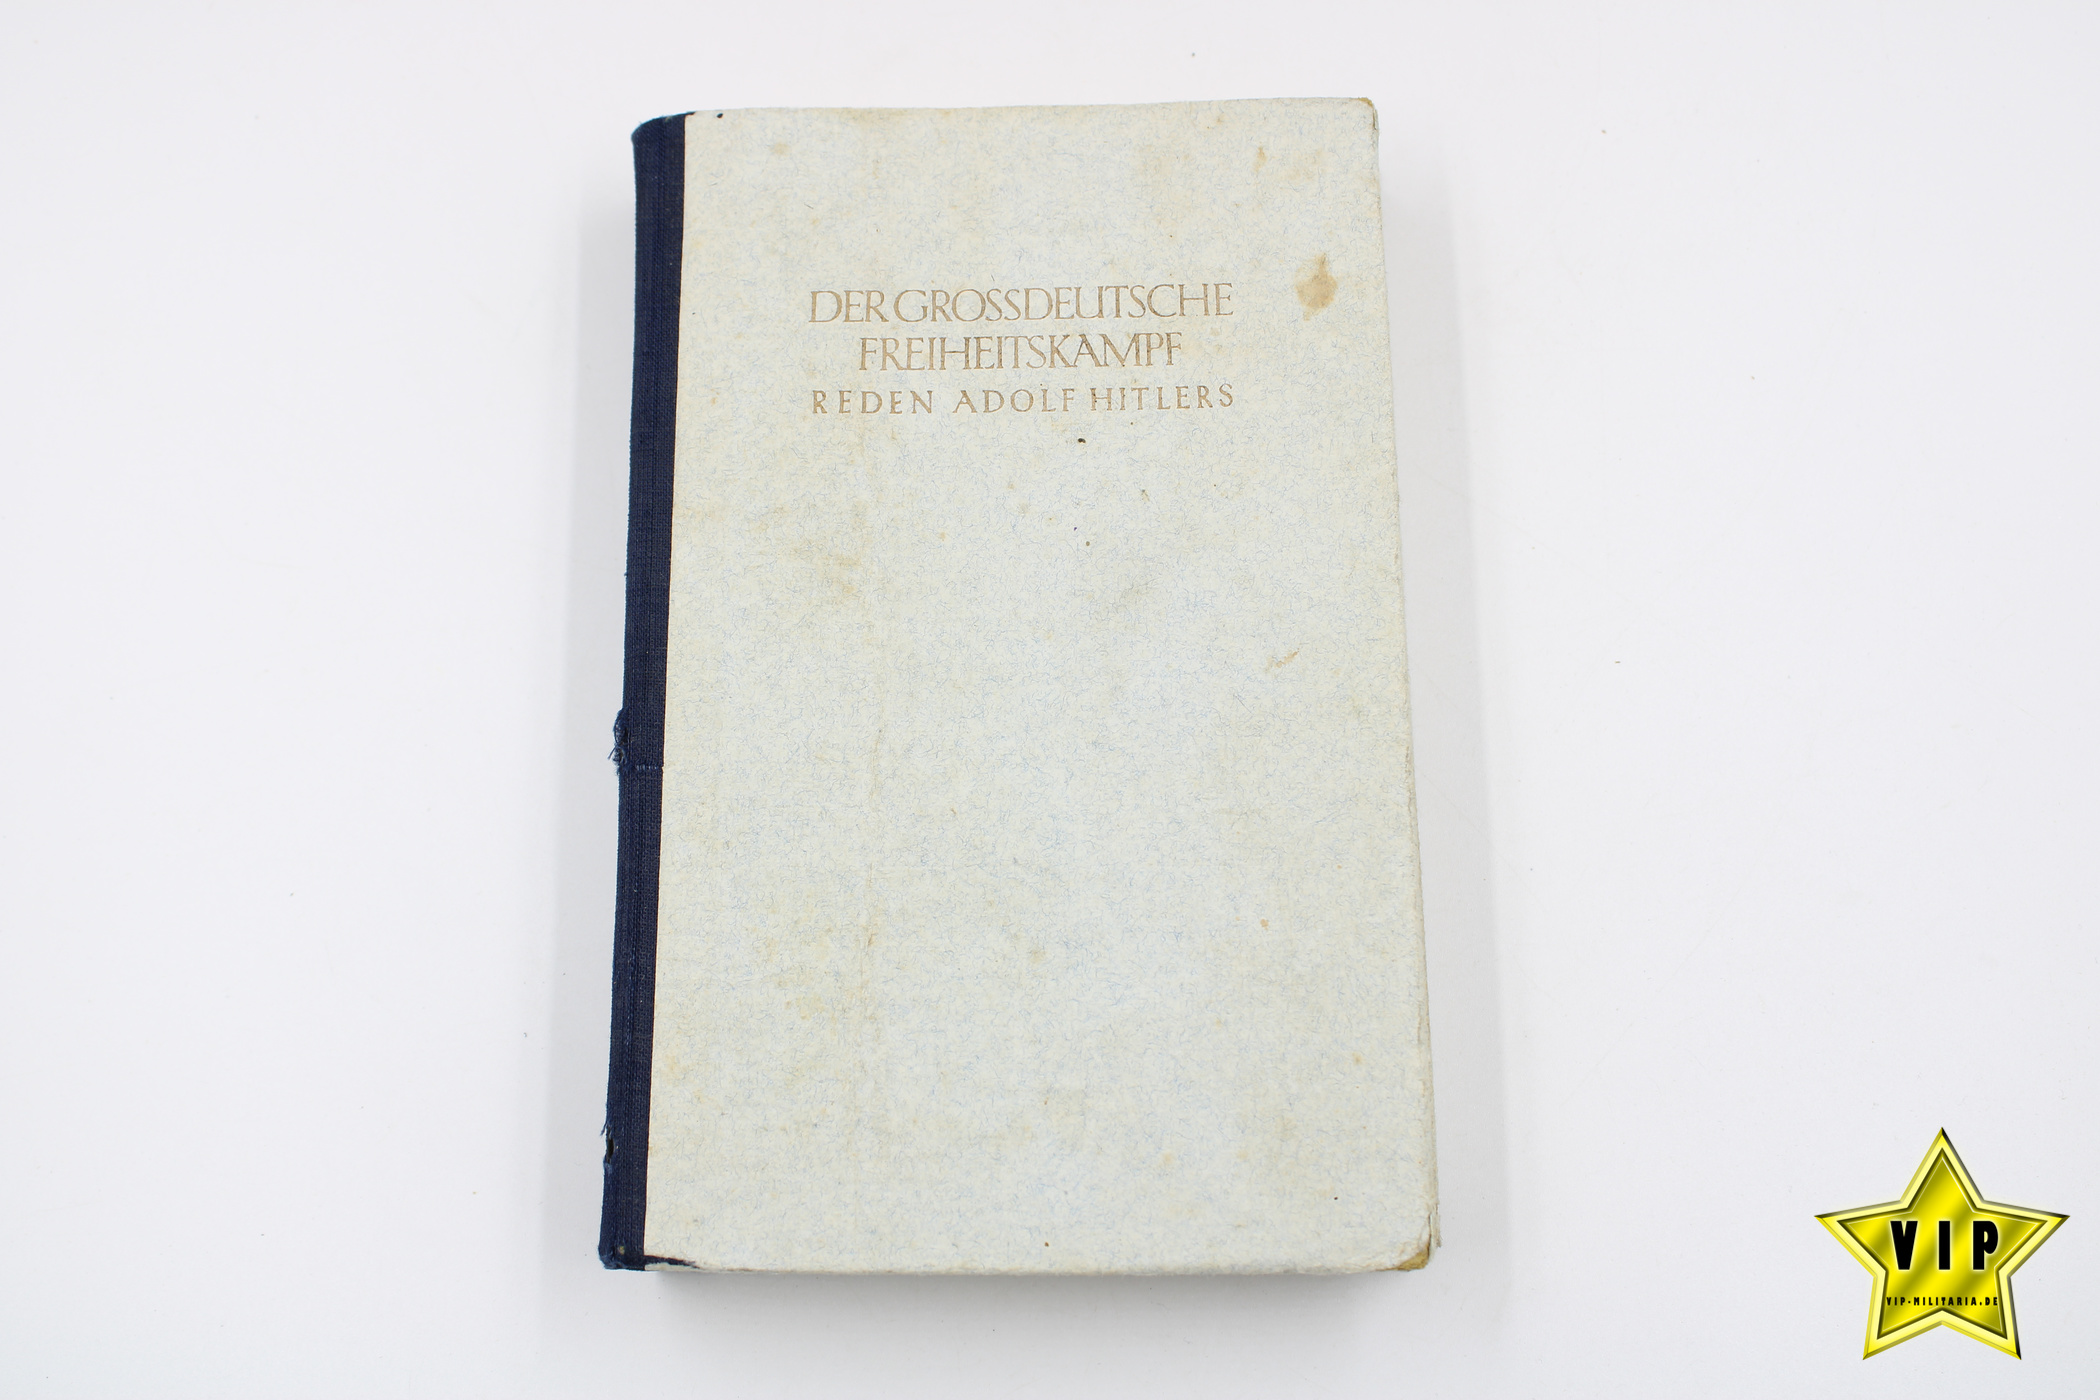 DER GROSSDEUTSCHE
FREIHEITSKAMPF
REDEN ADOLF HITLERS
VIP
VIP-MILITARIA.DE